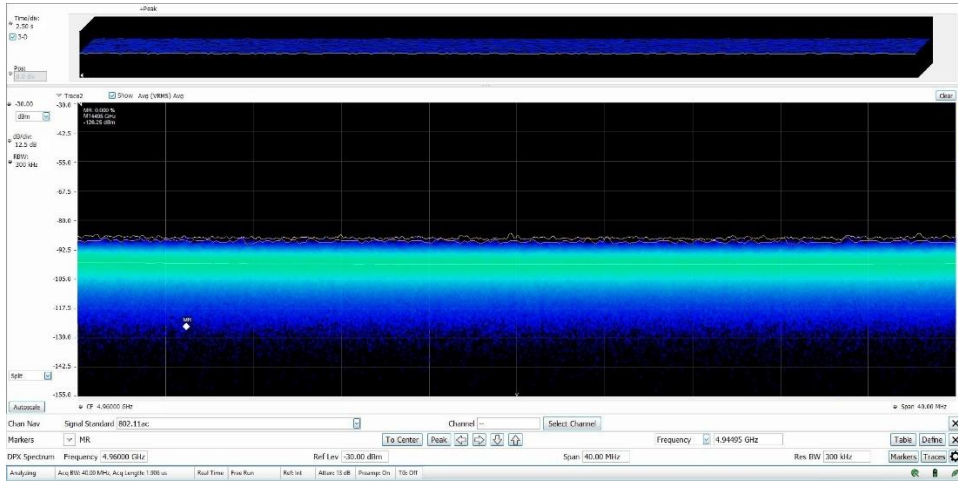 +Peak
Time/div:
2.50 s
3-D
Pos:
Trace2 Show Avg (VRMS) Avg Clear
-30.00 -30.0
MR: 0.000 %
-126.25 dBm
dBm
-42.5
dB/div:
12.5 dB
RBW: -55.0
300 kHz
-67.5
-80.0
-92.5
-105.0
-117.5
MR
-130.0
-142.5
Split
-155.0
Autoscale CF 4.96000 GHz Span 40.00 MHz
Chan Nav Signal Standard 802.11ac Channel -- Select Channel X
Markers MR To Center Peak Frequency 4.94495 GHz Table Define X
DPX Spectrum Frequency 4.96000 GHz Ref Lev -30.00 dBm Span 40.00 MHz Res BW 300 kHz Markers Traces
Analyzing Acq BW: 40.00 MHz, Acq Length: Real Time Free Run Ref: Int Atten: 15 dB Preamp: On TG: Off